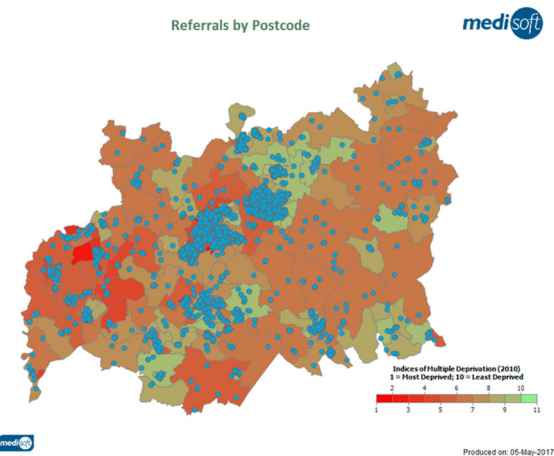 Referrals by Postcode
medisoft
Indices of Multiple Deprivation (2010)
1 = Most Deprived; 10 = Least Deprived
2 4 6 8 10
1 3 5 7 9 11
medisoft
Produced on: 05-May-2017